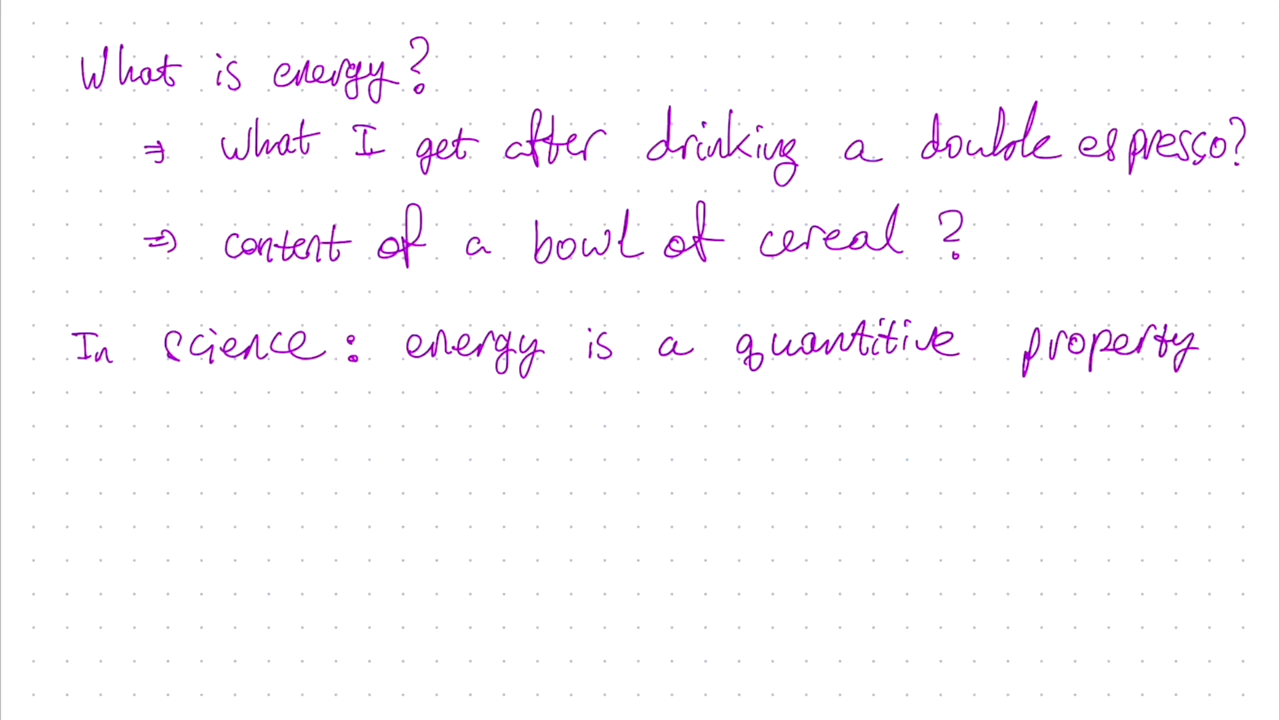 What is energy?
⇒ what I get after drinking a double espresso?
⇒ content of a bowl of cereal?
In science: energy is a quantitive property